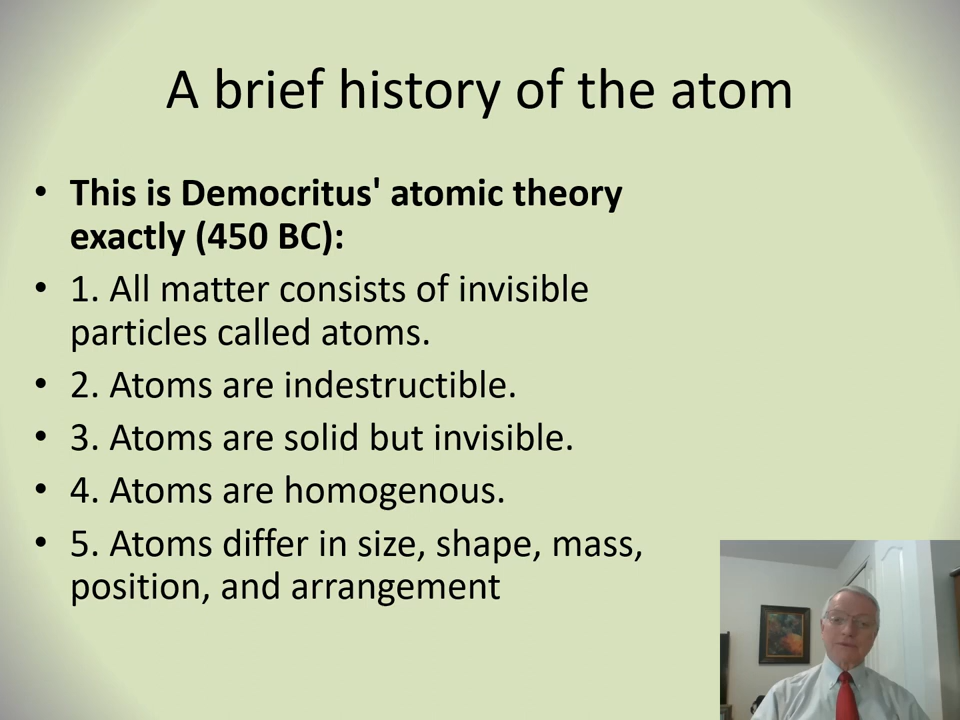 A brief history of the atom
• This is Democritus' atomic theory
exactly (450 BC):
• 1. All matter consists of invisible
particles called atoms.
• 2. Atoms are indestructible.
• 3. Atoms are solid but invisible.
• 4. Atoms are homogenous.
• 5. Atoms differ in size, shape, mass,
position, and arrangement